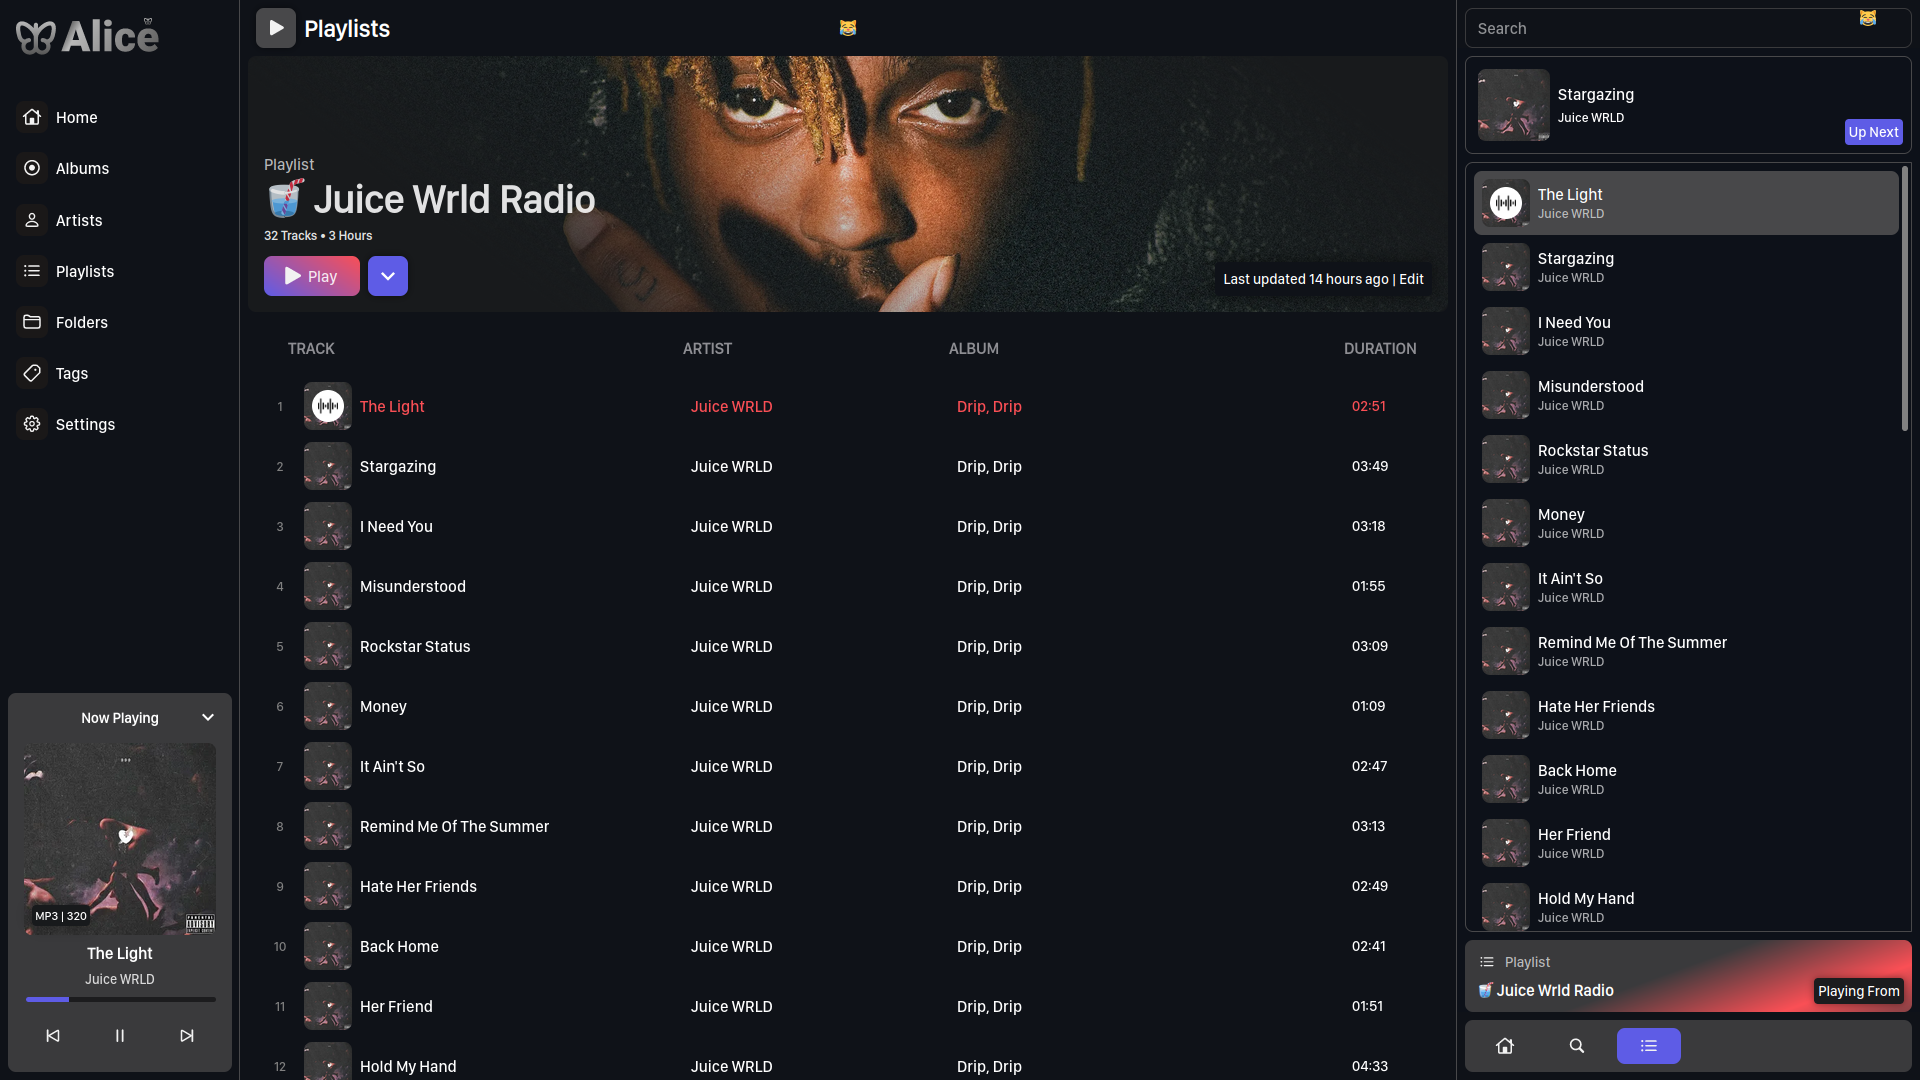 Alice
Home
Albums
Artists
Playlists
Folders
Tags
Settings
Now Playing
MP3 | 320
The Light
Juice WRLD
Playlists
Playlist
Juice Wrld Radio
32 Tracks • 3 Hours
Play
Last updated 14 hours ago | Edit
TRACK ARTIST ALBUM DURATION
1 The Light Juice WRLD Drip, Drip 02:51
2 Stargazing Juice WRLD Drip, Drip 03:49
3 I Need You Juice WRLD Drip, Drip 03:18
4 Misunderstood Juice WRLD Drip, Drip 01:55
5 Rockstar Status Juice WRLD Drip, Drip 03:09
6 Money Juice WRLD Drip, Drip 01:09
7 It Ain't So Juice WRLD Drip, Drip 02:47
8 Remind Me Of The Summer Juice WRLD Drip, Drip 03:13
9 Hate Her Friends Juice WRLD Drip, Drip 02:49
10 Back Home Juice WRLD Drip, Drip 02:41
11 Her Friend Juice WRLD Drip, Drip 01:51
12 Hold My Hand Juice WRLD Drip, Drip 04:33
Search
Stargazing
Juice WRLD
Up Next
The Light
Juice WRLD
Stargazing
Juice WRLD
I Need You
Juice WRLD
Misunderstood
Juice WRLD
Rockstar Status
Juice WRLD
Money
Juice WRLD
It Ain't So
Juice WRLD
Remind Me Of The Summer
Juice WRLD
Hate Her Friends
Juice WRLD
Back Home
Juice WRLD
Her Friend
Juice WRLD
Hold My Hand
Juice WRLD
Playlist
Juice Wrld Radio
Playing From